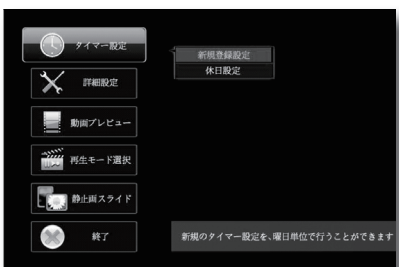 タイマー設定
新規登録設定
休日設定
詳細設定
動画プレビュー
再生モード選択
静止画スライド
終了
新規のタイマー設定を、曜日単位で行うことができます